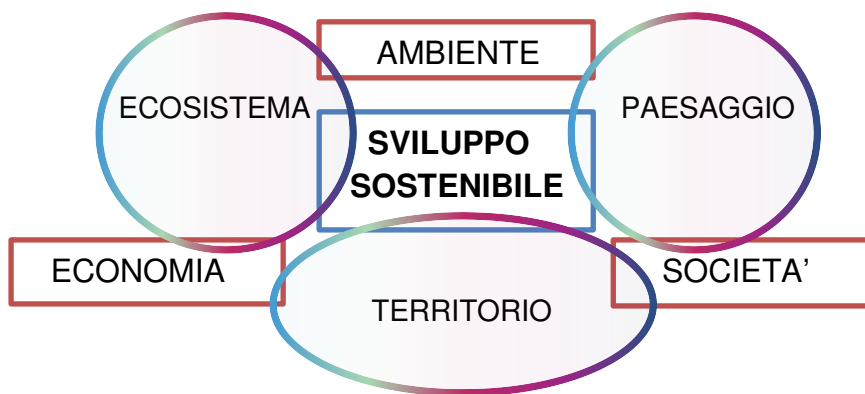 AMBIENTE
ECOSISTEMA
PAESAGGIO
SVILUPPO
SOSTENIBILE
ECONOMIA
SOCIETA’
TERRITORIO